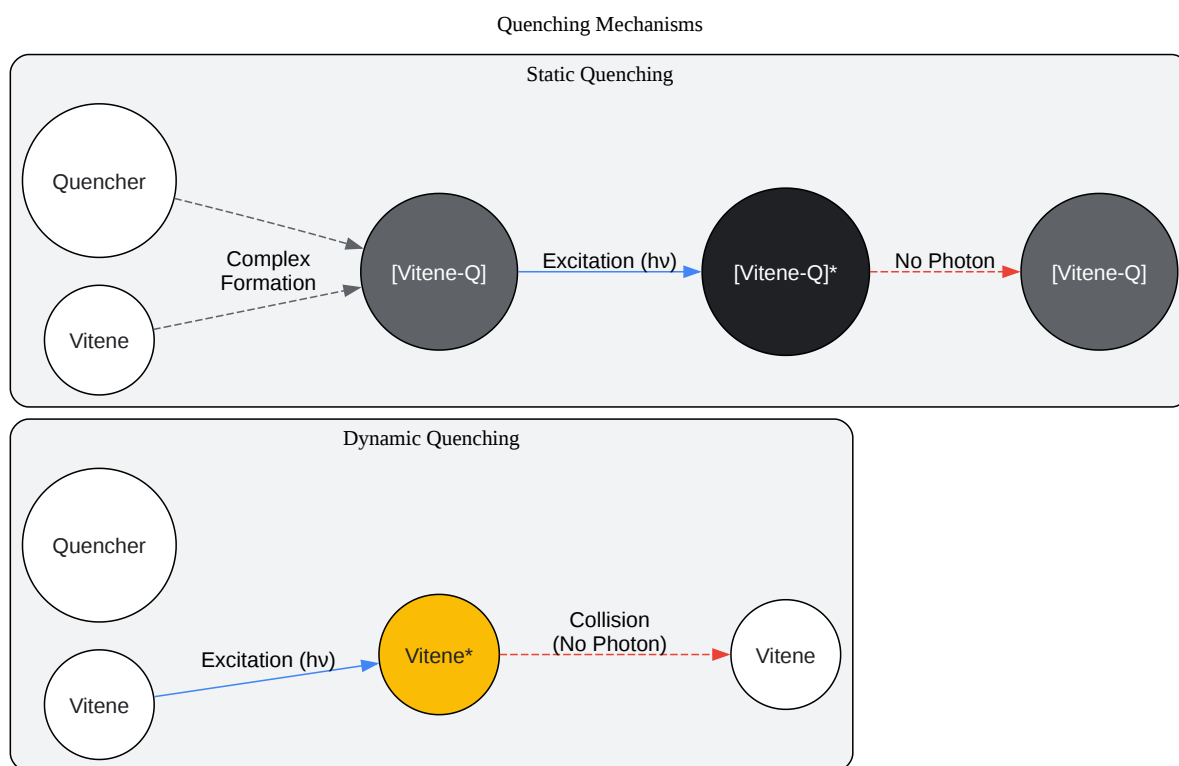 Quenching Mechanisms
Static Quenching
Quencher
Vitene
Complex
Formation
[Vitene-Q]
Excitation (hν)
[Vitene-Q]*
No Photon
[Vitene-Q]
Dynamic Quenching
Quencher
Vitene
Excitation (hν)
Vitene*
Collision
(No Photon)
Vitene